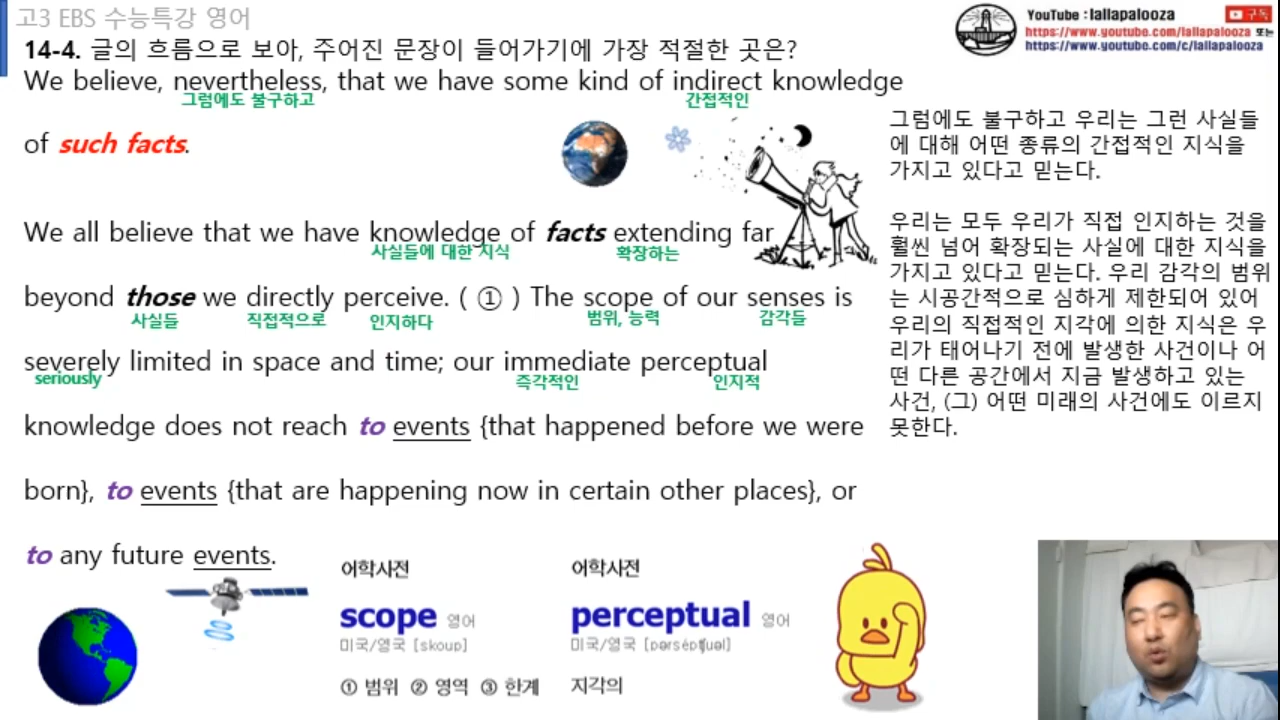 고3 EBS 수능특강 영어
YouTube : lallapalooza
구독
https://www.youtube.com/lallapalooza 또는
https://www.youtube.com/c/lallapalooza
14-4. 글의 흐름으로 보아, 주어진 문장이 들어가기에 가장 적절한 곳은?
We believe, nevertheless, that we have some kind of indirect knowledge
그럼에도 불구하고 간접적인
of such facts.
We all believe that we have knowledge of facts extending far
사실들에 대한 지식 확장하는
beyond those we directly perceive. ( ① ) The scope of our senses is
사실들 직접적으로 인지하다 범위, 능력 감각들
severely limited in space and time; our immediate perceptual
seriously 즉각적인 인지적
knowledge does not reach to events {that happened before we were
born}, to events {that are happening now in certain other places}, or
to any future events.
그럼에도 불구하고 우리는 그런 사실들
에 대해 어떤 종류의 간접적인 지식을
가지고 있다고 믿는다.
우리는 모두 우리가 직접 인지하는 것을
훨씬 넘어 확장되는 사실에 대한 지식을
가지고 있다고 믿는다. 우리 감각의 범위
는 시공간적으로 심하게 제한되어 있어
우리의 직접적인 지각에 의한 지식은 우
리가 태어나기 전에 발생한 사건이나 어
떤 다른 공간에서 지금 발생하고 있는
사건, (그) 어떤 미래의 사건에도 이르지
못한다.
어학사전
scope 영어
미국/영국 [skoup]
① 범위 ② 영역 ③ 한계
어학사전
perceptual 영어
미국/영국 [pərséptʃuəl]
지각의